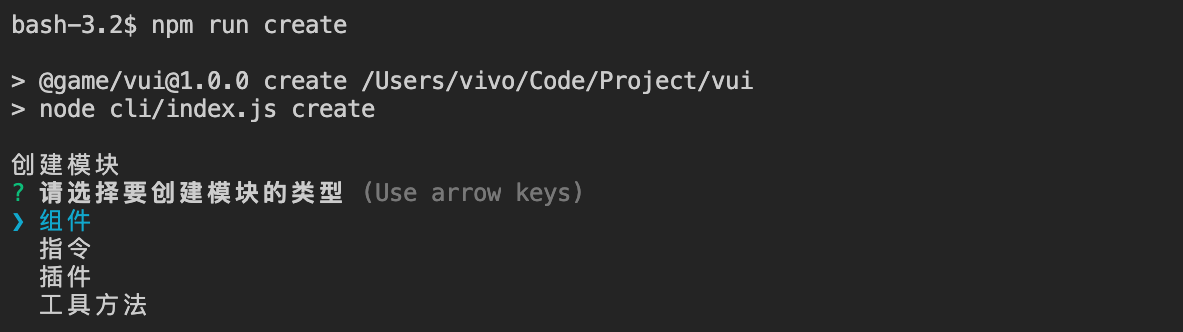 bash-3.2$ npm run create
> @game/vui@1.0.0 create /Users/vivo/Code/Project/vui
> node cli/index.js create
创建模块
? 请选择要创建模块的类型 (Use arrow keys)
❯ 组件
指令
插件
工具方法